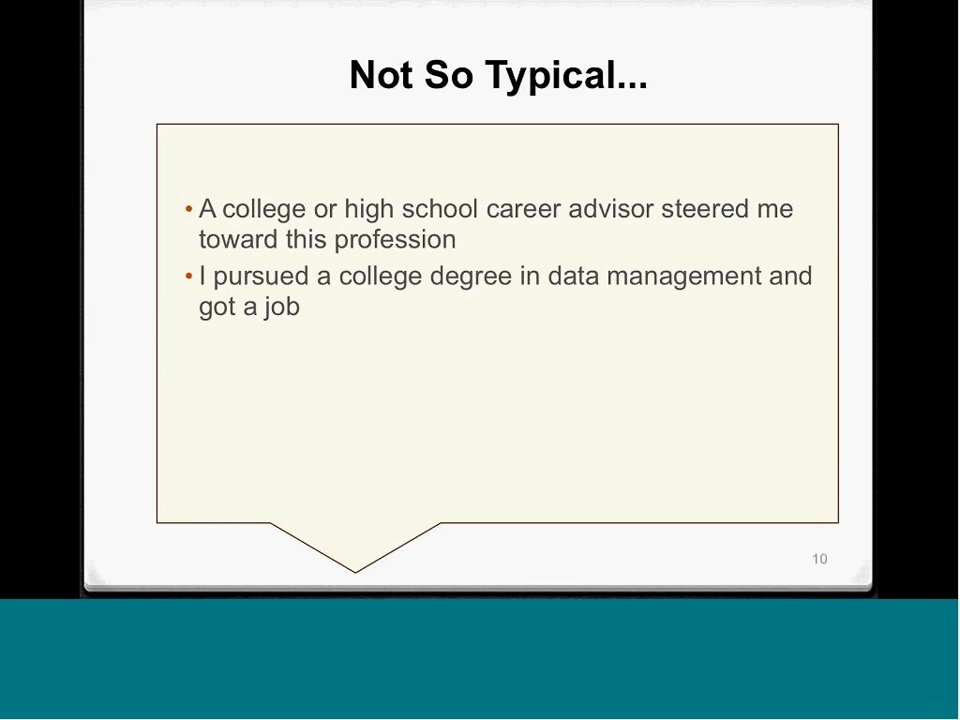 Not So Typical...
• A college or high school career advisor steered me
toward this profession
• I pursued a college degree in data management and
got a job
10